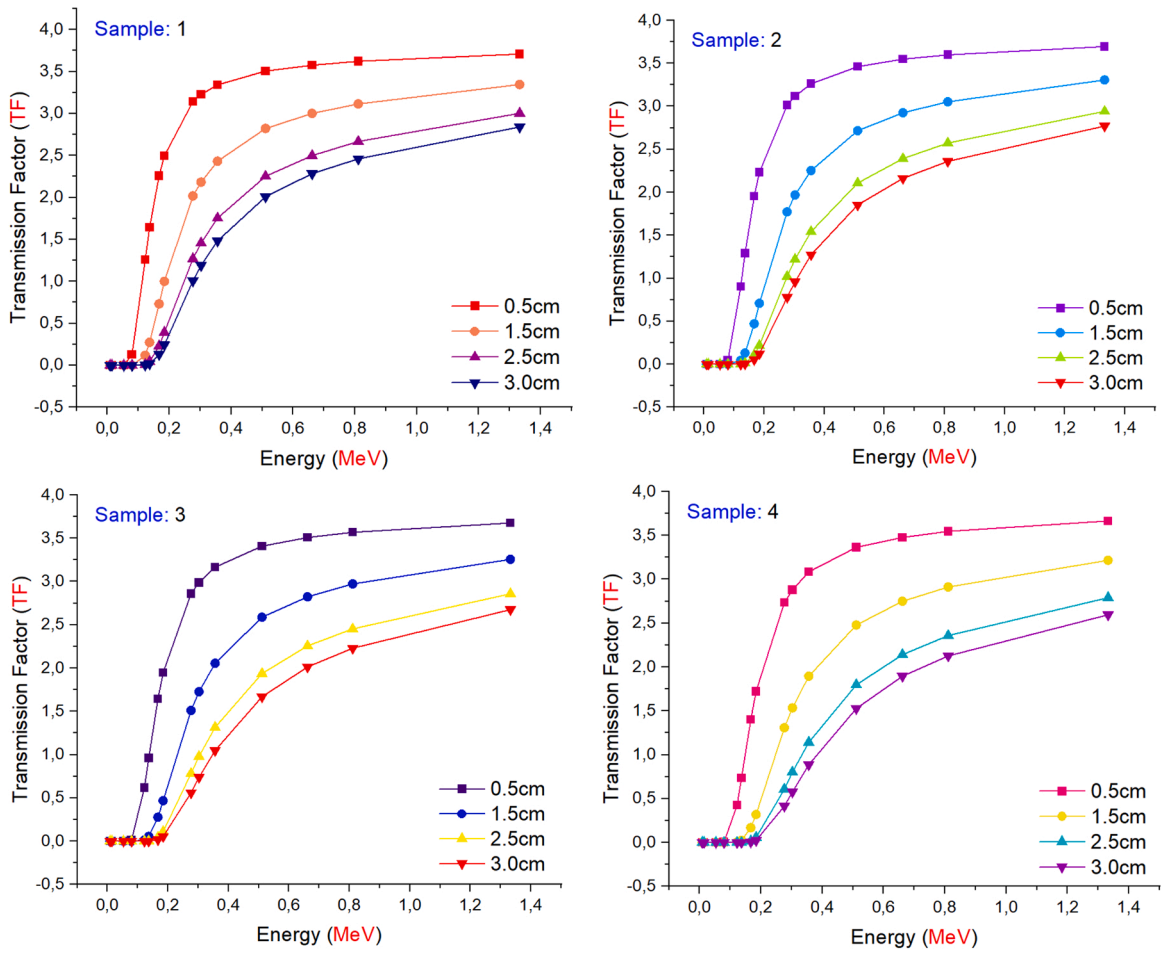 Sample: 1
Transmission Factor (TF)
4,0
3,5
3,0
2,5
2,0
1,5
1,0
0,5
0,0
-0,5
0.5cm
1.5cm
2.5cm
3.0cm
0,0 0,2 0,4 0,6 0,8 1,0 1,2 1,4
Energy (MeV)
Sample: 2
Transmission Factor (TF)
4,0
3,5
3,0
2,5
2,0
1,5
1,0
0,5
0,0
-0,5
0.5cm
1.5cm
2.5cm
3.0cm
0,0 0,2 0,4 0,6 0,8 1,0 1,2 1,4
Energy (MeV)
Sample: 3
Transmission Factor (TF)
4,0
3,5
3,0
2,5
2,0
1,5
1,0
0,5
0,0
-0,5
0.5cm
1.5cm
2.5cm
3.0cm
0,0 0,2 0,4 0,6 0,8 1,0 1,2 1,4
Energy (MeV)
Sample: 4
Transmission Factor (TF)
4,0
3,5
3,0
2,5
2,0
1,5
1,0
0,5
0,0
-0,5
0.5cm
1.5cm
2.5cm
3.0cm
0,0 0,2 0,4 0,6 0,8 1,0 1,2 1,4
Energy (MeV)